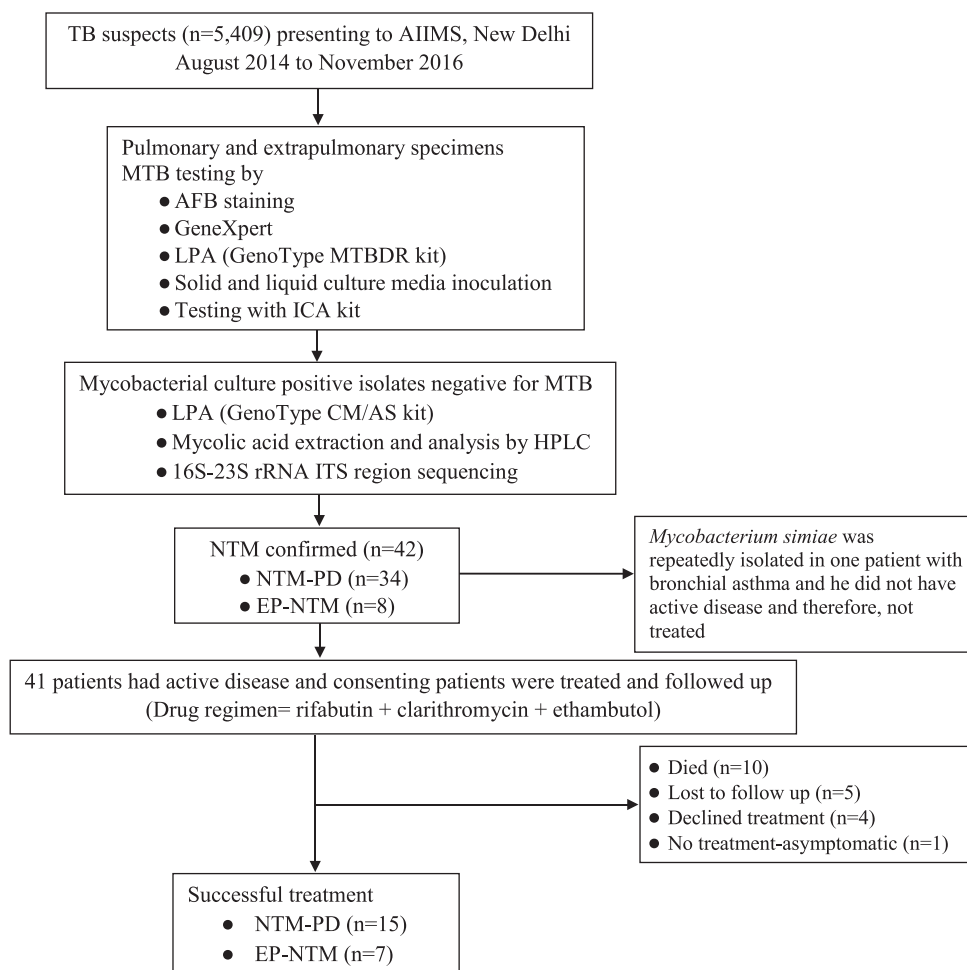 TB suspects (n=5,409) presenting to AIIMS, New Delhi
August 2014 to November 2016
Pulmonary and extrapulmonary specimens
MTB testing by
● AFB staining
● GeneXpert
● LPA (GenoType MTBDR kit)
● Solid and liquid culture media inoculation
● Testing with ICA kit
Mycobacterial culture positive isolates negative for MTB
● LPA (GenoType CM/AS kit)
● Mycolic acid extraction and analysis by HPLC
● 16S-23S rRNA ITS region sequencing
NTM confirmed (n=42)
● NTM-PD (n=34)
● EP-NTM (n=8)
Mycobacterium simiae was
repeatedly isolated in one patient with
bronchial asthma and he did not have
active disease and therefore, not
treated
41 patients had active disease and consenting patients were treated and followed up
(Drug regimen= rifabutin + clarithromycin + ethambutol)
● Died (n=10)
● Lost to follow up (n=5)
● Declined treatment (n=4)
● No treatment-asymptomatic (n=1)
Successful treatment
● NTM-PD (n=15)
● EP-NTM (n=7)